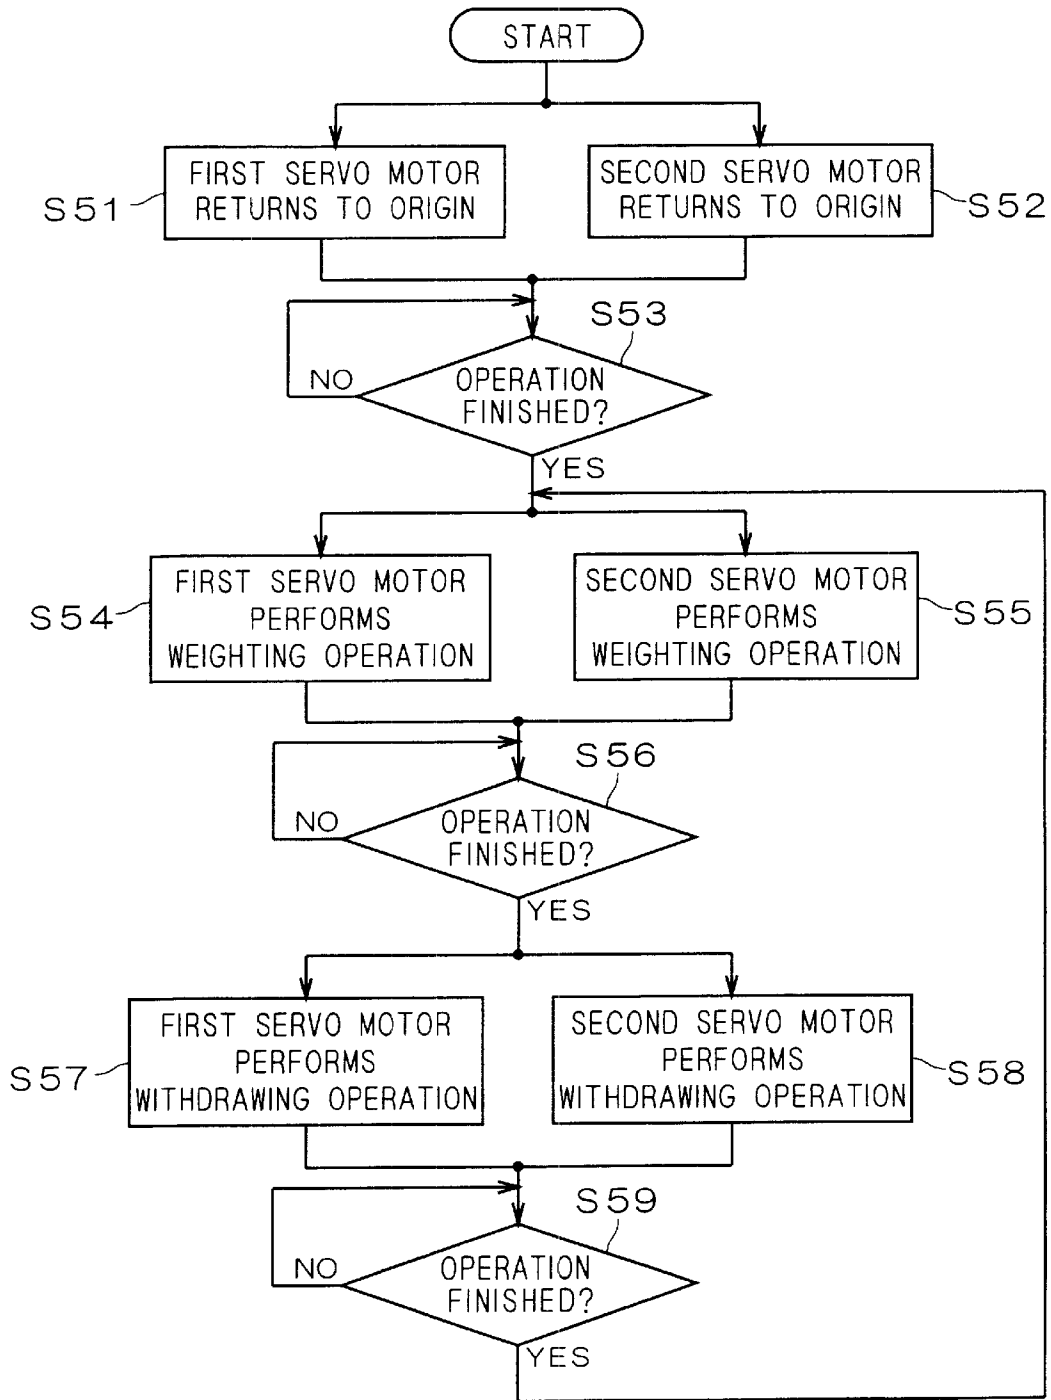 START
FIRST SERVO MOTOR
RETURNS TO ORIGIN
S51
SECOND SERVO MOTOR
RETURNS TO ORIGIN
S52
S53
OPERATION
FINISHED?
NO
YES
FIRST SERVO MOTOR
PERFORMS
WEIGHTING OPERATION
S54
SECOND SERVO MOTOR
PERFORMS
WEIGHTING OPERATION
S55
S56
OPERATION
FINISHED?
NO
YES
FIRST SERVO MOTOR
PERFORMS
WITHDRAWING OPERATION
S57
SECOND SERVO MOTOR
PERFORMS
WITHDRAWING OPERATION
S58
S59
OPERATION
FINISHED?
NO
YES